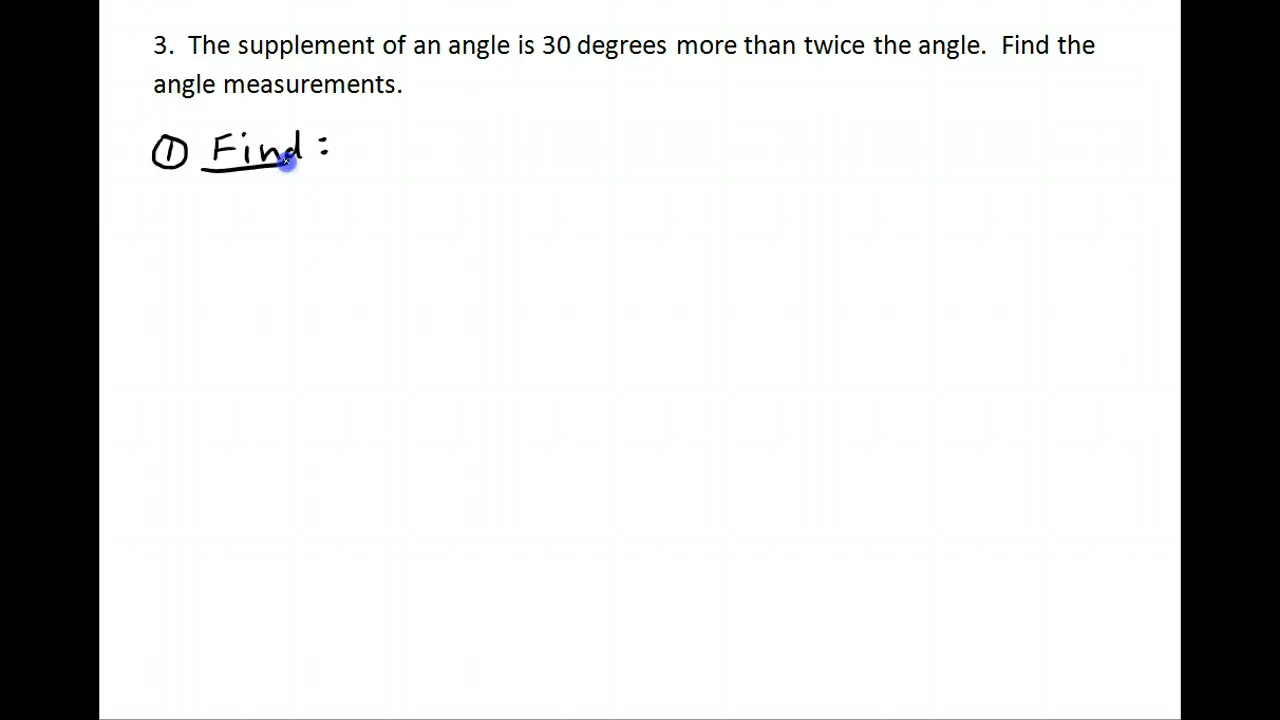 3. The supplement of an angle is 30 degrees more than twice the angle. Find the
angle measurements.
① Find: